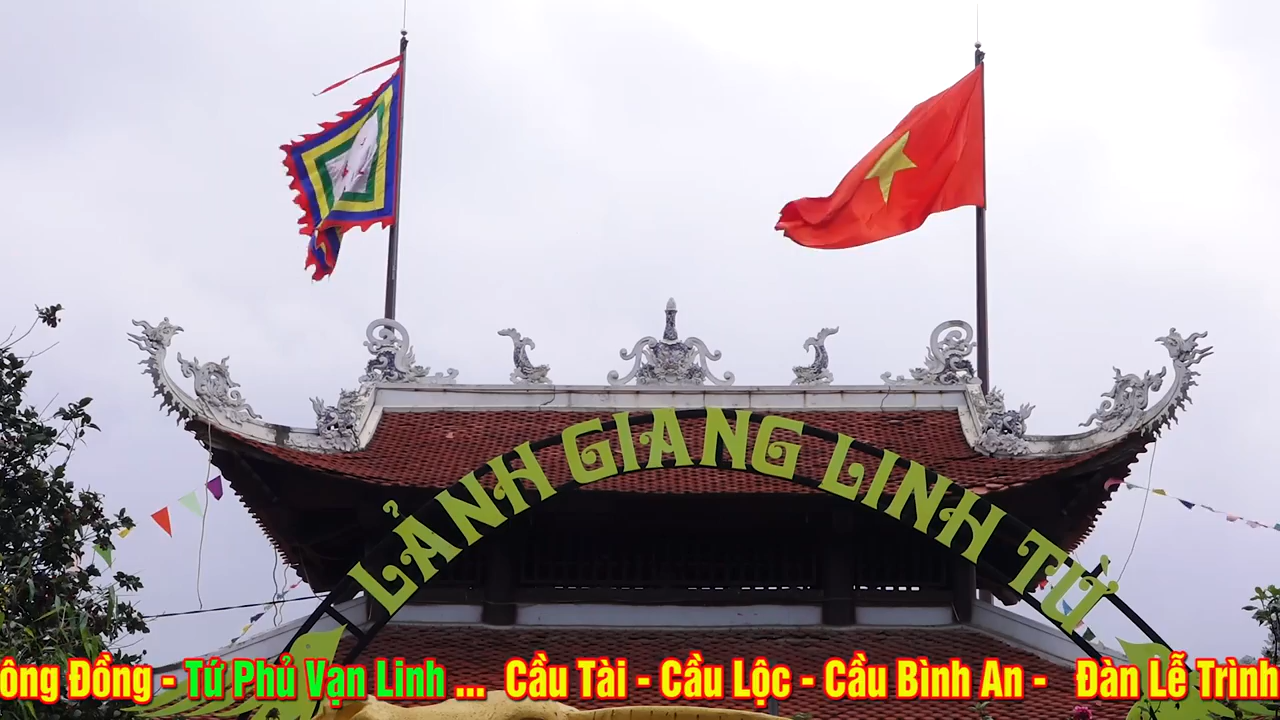 LẢNH GIANG LINH TỪ
ông Đồng - Tứ Phủ Vạn Linh ... Cầu Tài - Cầu Lộc - Cầu Bình An - Đàn Lễ Trình